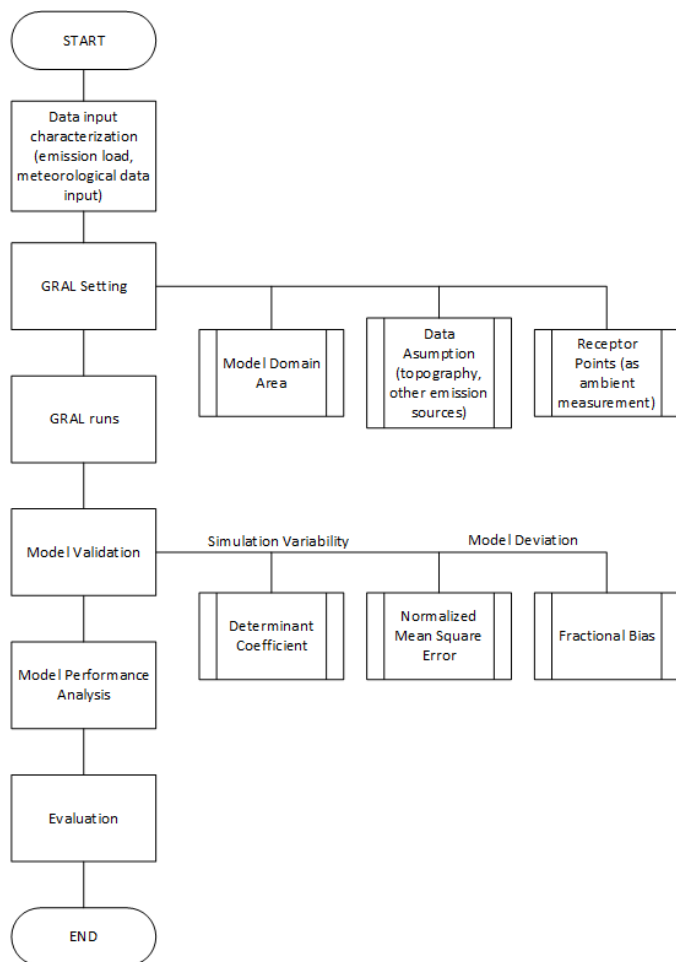 START
Data input
characterization
(emission load,
meteorological data
input)
GRAL Setting
Model Domain
Area
Data
Asumption
(topography,
other emission
sources)
Receptor
Points (as
ambient
measurement)
GRAL runs
Model Validation
Simulation Variability
Model Deviation
Determinant
Coefficient
Normalized
Mean Square
Error
Fractional Bias
Model Performance
Analysis
Evaluation
END